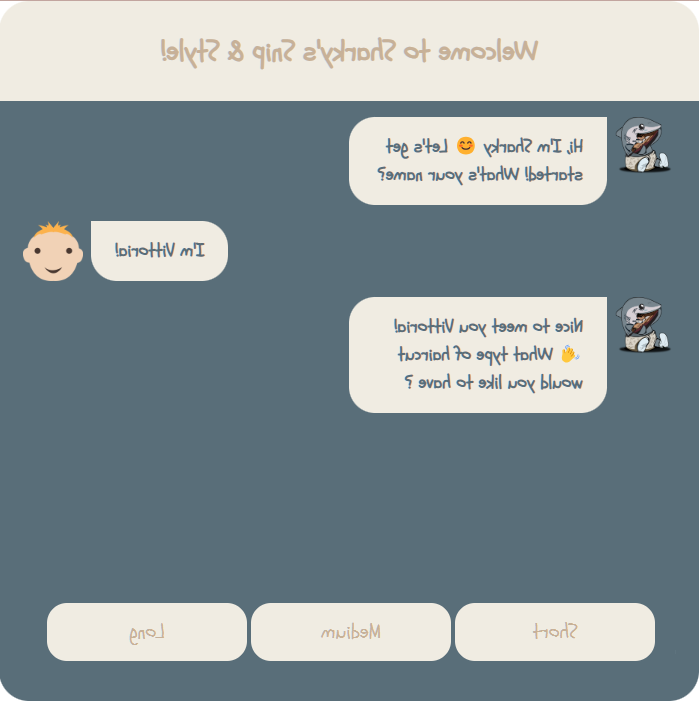 Welcome to Sharky's Snip & Style!
Hi, I'm Sharky 😊 Let's get
started! What's your name?
I'm Vittoria!
Nice to meet you Vittoria!
👋 What type of haircut
would you like to have ?
Short
Medium
Long